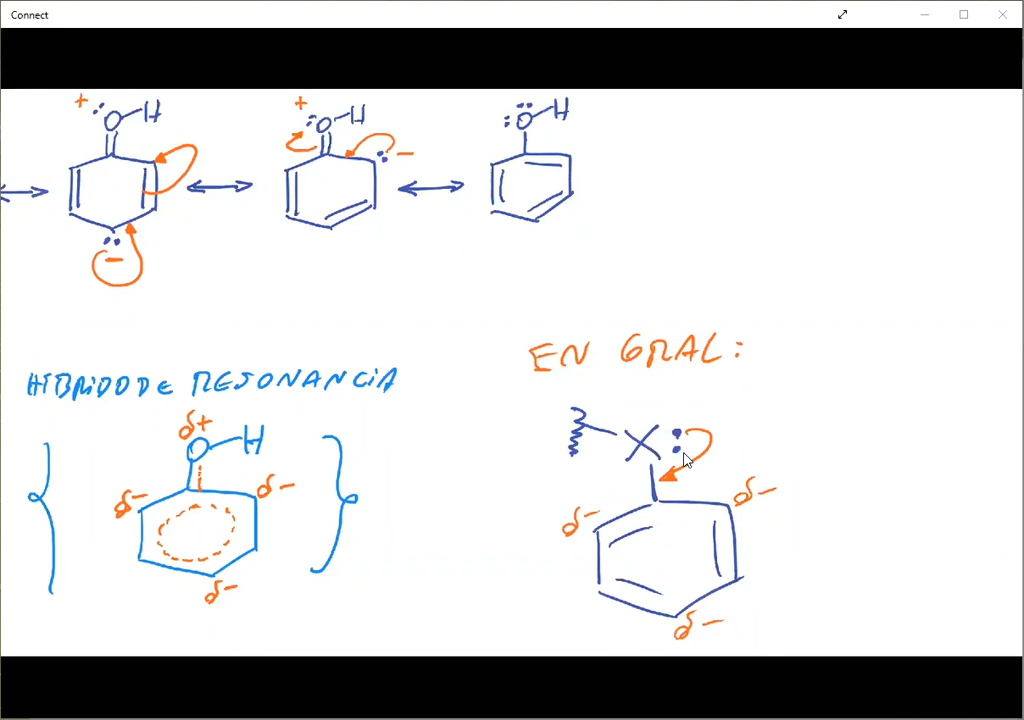 Connect
+ :O-H
+ :O-H
:O-H
−
−
EN GRAL:
HIBRIDO DE RESONANCIA
δ+
O-H
X:
δ− δ−
δ− δ−
δ−
δ−